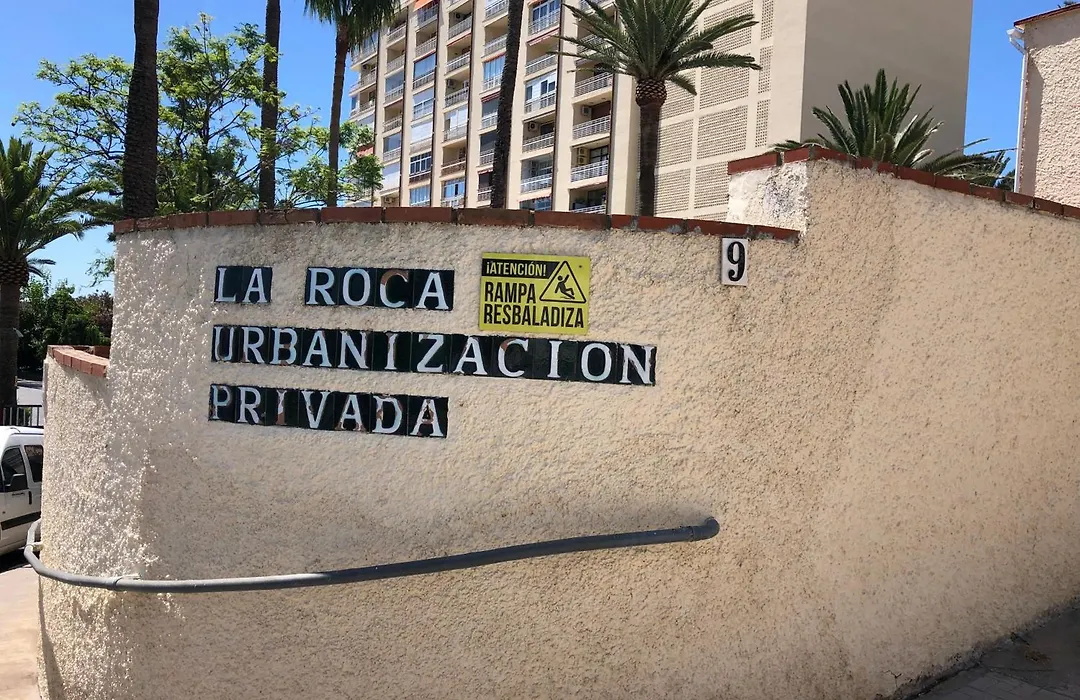 LA ROCA
URBANIZACION
PRIVADA
¡ATENCIÓN!
RAMPA
RESBALADIZA
9